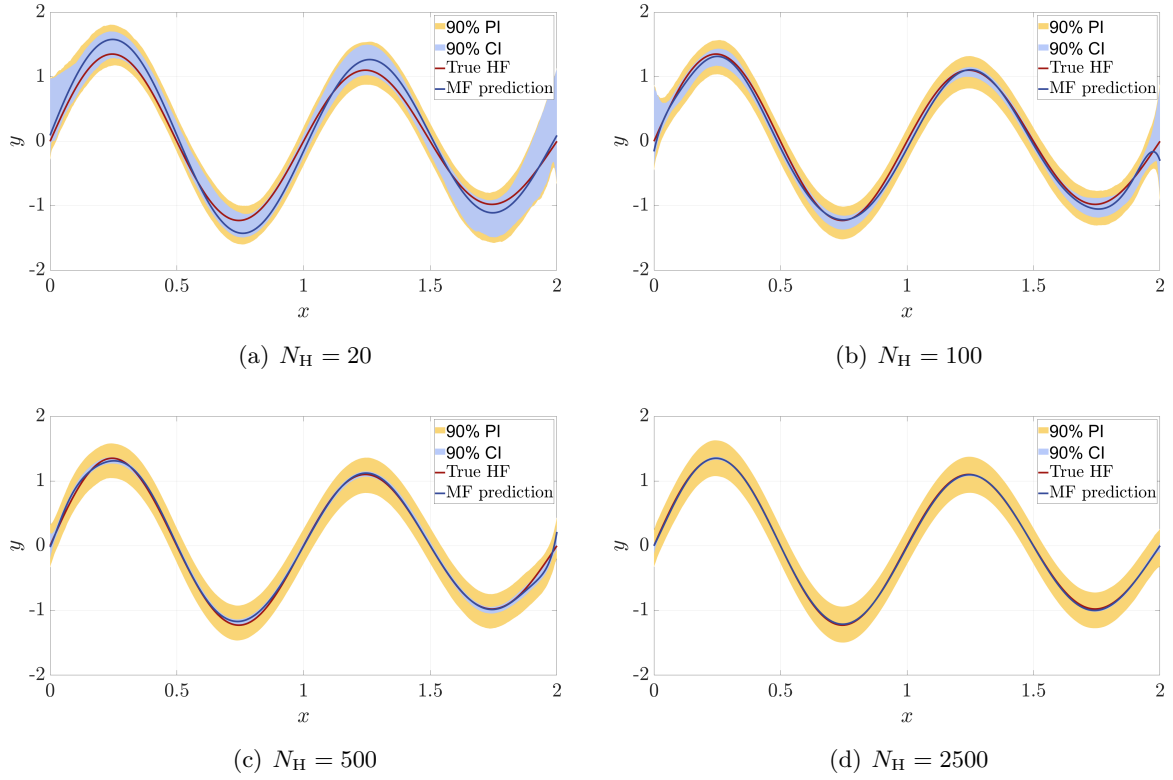 2
1
0
-1
-2
y
0
0.5
1
1.5
2
x
90% PI
90% CI
True HF
MF prediction
(a) N_H = 20
2
1
0
-1
-2
y
0
0.5
1
1.5
2
x
90% PI
90% CI
True HF
MF prediction
(b) N_H = 100
2
1
0
-1
-2
y
0
0.5
1
1.5
2
x
90% PI
90% CI
True HF
MF prediction
(c) N_H = 500
2
1
0
-1
-2
y
0
0.5
1
1.5
2
x
90% PI
90% CI
True HF
MF prediction
(d) N_H = 2500